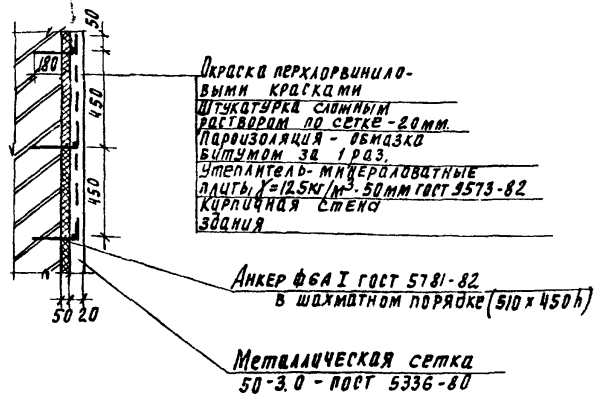 50
180
450
450
50 20
Окраска перхлорвинило-
выми красками
Штукатурка сложным
раствором по сетке-20мм.
Пароизоляция - обмазка
битумом за 1 раз.
Утеплитель- минералаватные
плиты γ=125кг/м³-50мм гост 9573-82
Кирпичная стена
здания
Анкер Ф6А I гост 5781-82
в шахматном порядке (510 х 450h)
Металлическая сетка
50-3.0 - гост 5336-80